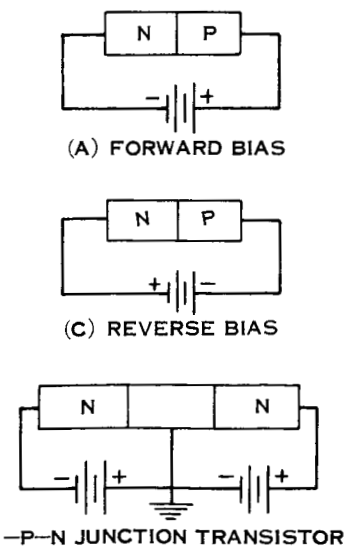 N P
- +
(A) FORWARD BIAS
N P
+ -
(C) REVERSE BIAS
N N
- + - +
-P-N JUNCTION TRANSISTOR